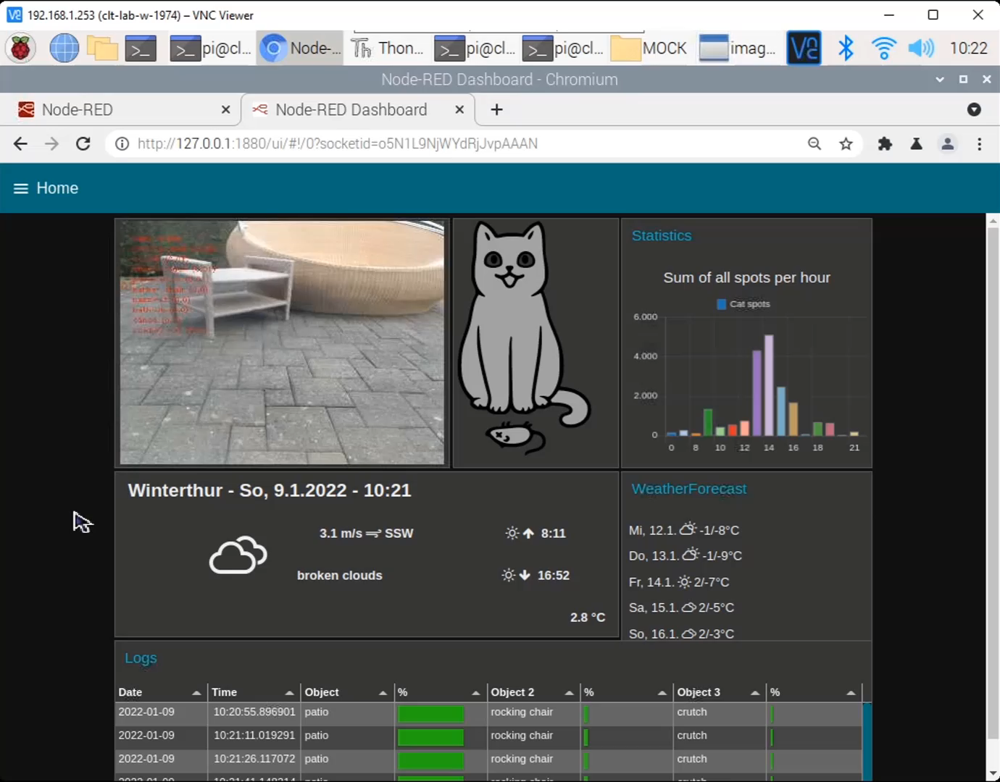 192.168.1.253 (clt-lab-w-1974) – VNC Viewer
pi@cl... Node-... Thon... pi@cl... pi@cl... MOCK imag... 10:22
Node-RED Dashboard - Chromium
Node-RED
Node-RED Dashboard
http://127.0.0.1:1880/ui/#!/0?socketid=o5N1L9NjWYdRjJvpAAAN
Home
Statistics
Sum of all spots per hour
Cat spots
6.000
4.000
2.000
0
0 8 10 12 14 16 18 21
Winterthur - So, 9.1.2022 - 10:21
3.1 m/s SSW
8:11
broken clouds
16:52
2.8 °C
WeatherForecast
Mi, 12.1. -1/-8°C
Do, 13.1. -1/-9°C
Fr, 14.1. 2/-7°C
Sa, 15.1. 2/-5°C
So, 16.1. 2/-3°C
Logs
Date Time Object % Object 2 % Object 3 %
2022-01-09 10:20:55.896901 patio rocking chair crutch
2022-01-09 10:21:11.019291 patio rocking chair crutch
2022-01-09 10:21:26.117072 patio rocking chair crutch